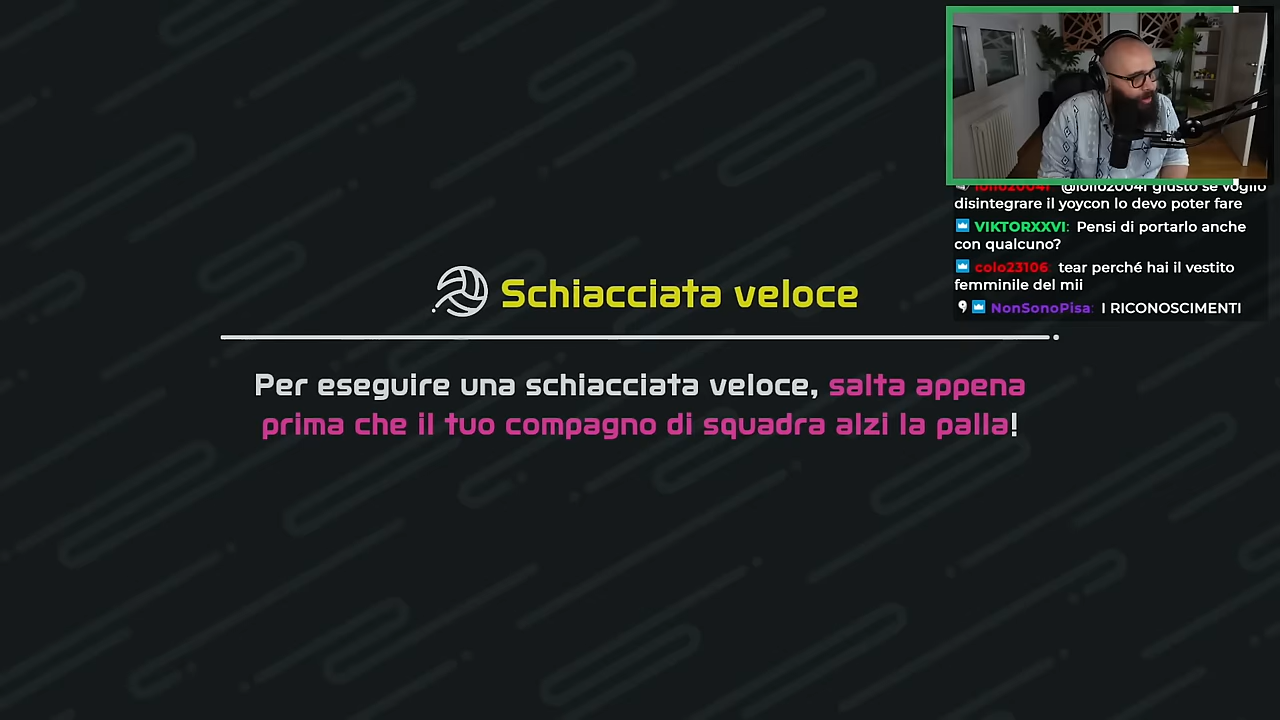 Schiacciata veloce
Per eseguire una schiacciata veloce, salta appena
prima che il tuo compagno di squadra alzi la palla!
lollo2004f @lollo2004f giusto se voglio
disintegrare il yoycon lo devo poter fare
VIKTORXXVI: Pensi di portarlo anche
con qualcuno?
colo23106: tear perché hai il vestito
femminile del mii
NonSonoPisa: I RICONOSCIMENTI